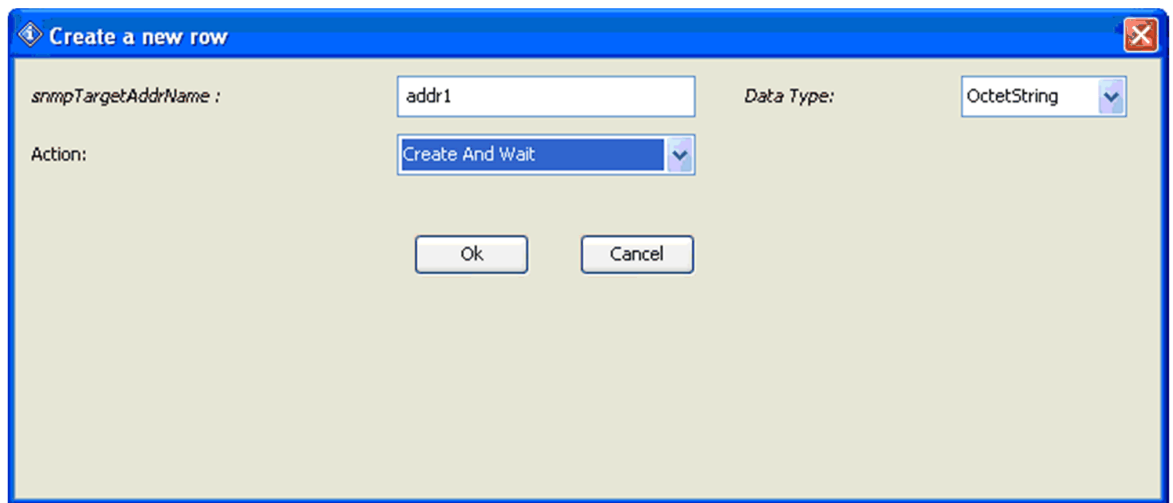 Create a new row
snmpTargetAddrName : addr1 Data Type: OctetString
Action: Create And Wait
Ok Cancel